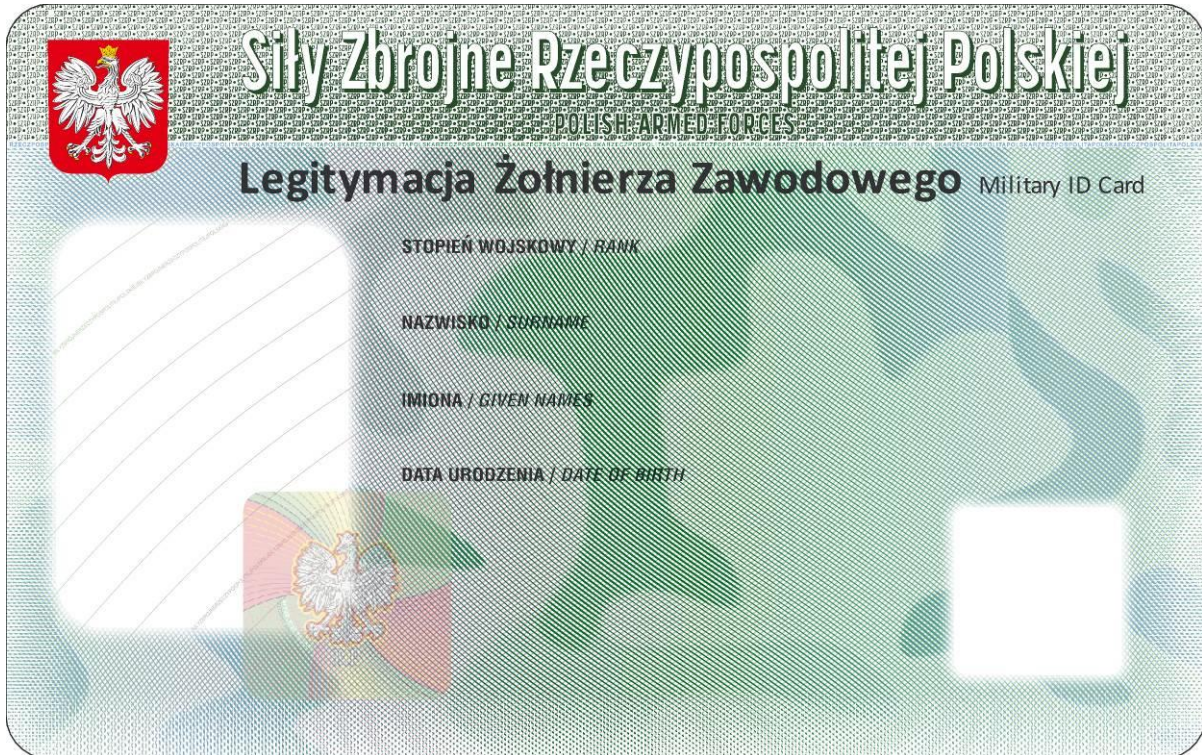 Siły Zbrojne Rzeczypospolitej Polskiej
POLISH ARMED FORCES
Legitymacja Żołnierza Zawodowego Military ID Card
STOPIEŃ WOJSKOWY / RANK
NAZWISKO / SURNAME
IMIONA / GIVEN NAMES
DATA URODZENIA / DATE OF BIRTH